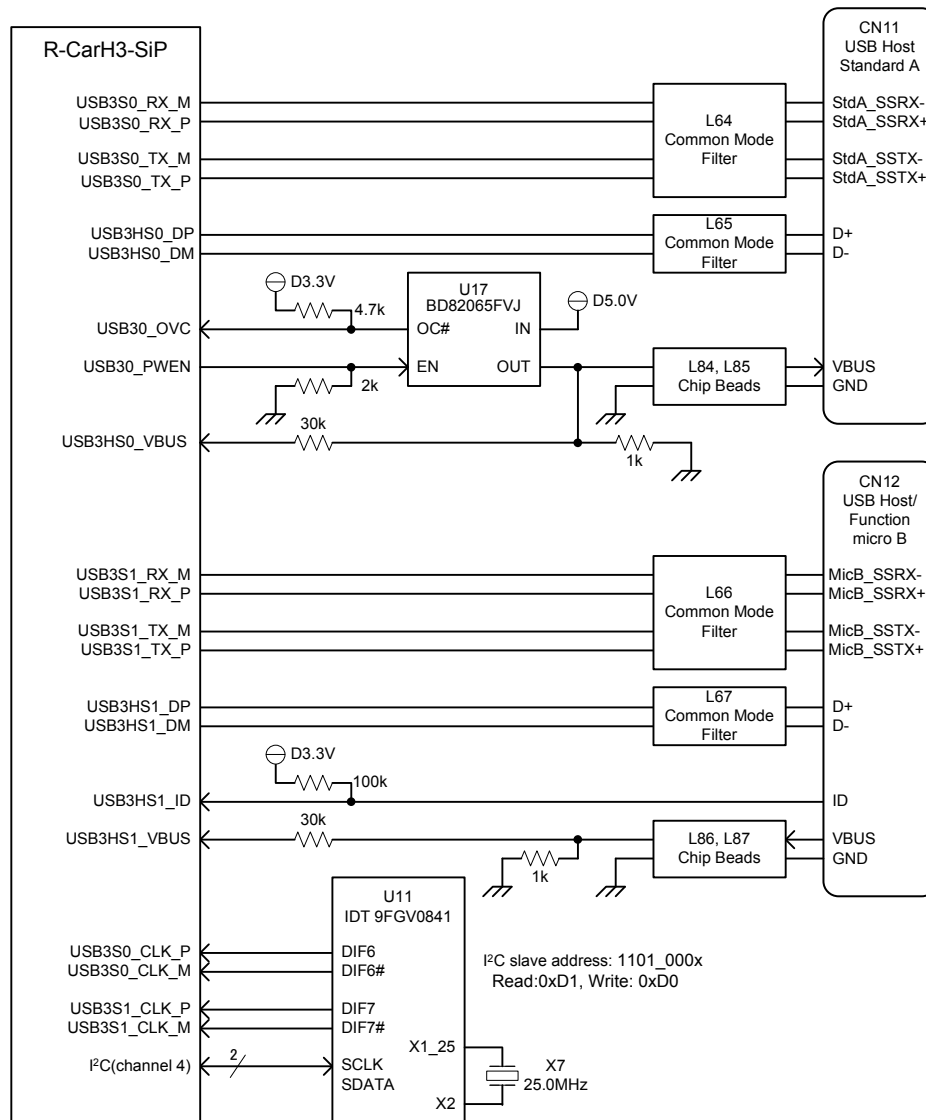 R-CarH3-SiP
CN11
USB Host
Standard A
USB3S0_RX_M
USB3S0_RX_P
USB3S0_TX_M
USB3S0_TX_P
L64
Common Mode
Filter
StdA_SSRX-
StdA_SSRX+
StdA_SSTX-
StdA_SSTX+
USB3HS0_DP
USB3HS0_DM
L65
Common Mode
Filter
D+
D-
D3.3V
4.7k
U17
BD82065FVJ
OC#
IN
EN
OUT
D5.0V
USB30_OVC
USB30_PWEN
2k
L84, L85
Chip Beads
VBUS
GND
USB3HS0_VBUS
30k
1k
CN12
USB Host/
Function
micro B
USB3S1_RX_M
USB3S1_RX_P
USB3S1_TX_M
USB3S1_TX_P
L66
Common Mode
Filter
MicB_SSRX-
MicB_SSRX+
MicB_SSTX-
MicB_SSTX+
USB3HS1_DP
USB3HS1_DM
L67
Common Mode
Filter
D+
D-
D3.3V
100k
USB3HS1_ID
ID
USB3HS1_VBUS
30k
1k
L86, L87
Chip Beads
VBUS
GND
U11
IDT 9FGV0841
USB3S0_CLK_P
USB3S0_CLK_M
USB3S1_CLK_P
USB3S1_CLK_M
I²C(channel 4)
2
DIF6
DIF6#
DIF7
DIF7#
SCLK
SDATA
X1_25
X2
I²C slave address: 1101_000x
Read:0xD1, Write: 0xD0
X7
25.0MHz